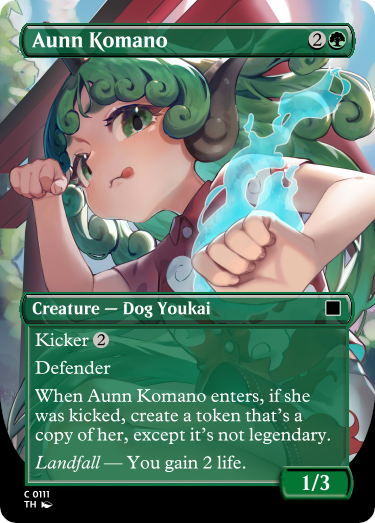 Aunn Komano 2
Creature — Dog Youkai
Kicker 2
Defender
When Aunn Komano enters, if she
was kicked, create a token that's a
copy of her, except it's not legendary.
Landfall — You gain 2 life.
1/3
C 0111
TH